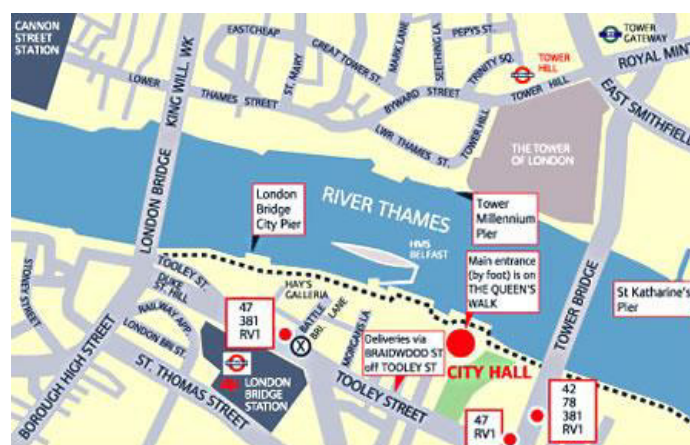 CANNON
STREET
STATION
KING WILL. WK
EASTCHEAP
GREAT TOWER ST.
ST. MARY
MARK LANE
SEETHING LA
PEPYS ST.
TRINITY SQ.
TOWER
HILL
TOWER
GATEWAY
ROYAL MIN
EAST SMITHFIELD
LOWER
THAMES STREET
BYWARD STREET
TOWER HILL
LWR THAMES ST.
TOWER HILL
THE TOWER
OF LONDON
LONDON BRIDGE
London
Bridge
City Pier
RIVER THAMES
Tower
Millennium
Pier
HMS
BELFAST
Main entrance
(by foot) is on
THE QUEEN'S
WALK
TOWER BRIDGE
St Katharine's
Pier
STONEY STREET
TOOLEY ST.
DUKE
ST. HILL
RAILWAY APP.
LONDON BRI. ST
HAY'S
GALLERIA
BATTLE
BRI. LANE
MORGANS LA
47
381
RV1
Deliveries via
BRAIDWOOD ST
off TOOLEY ST
CITY HALL
BOROUGH HIGH STREET
ST. THOMAS STREET
LONDON
BRIDGE
STATION
TOOLEY STREET
47
RV1
42
78
381
RV1